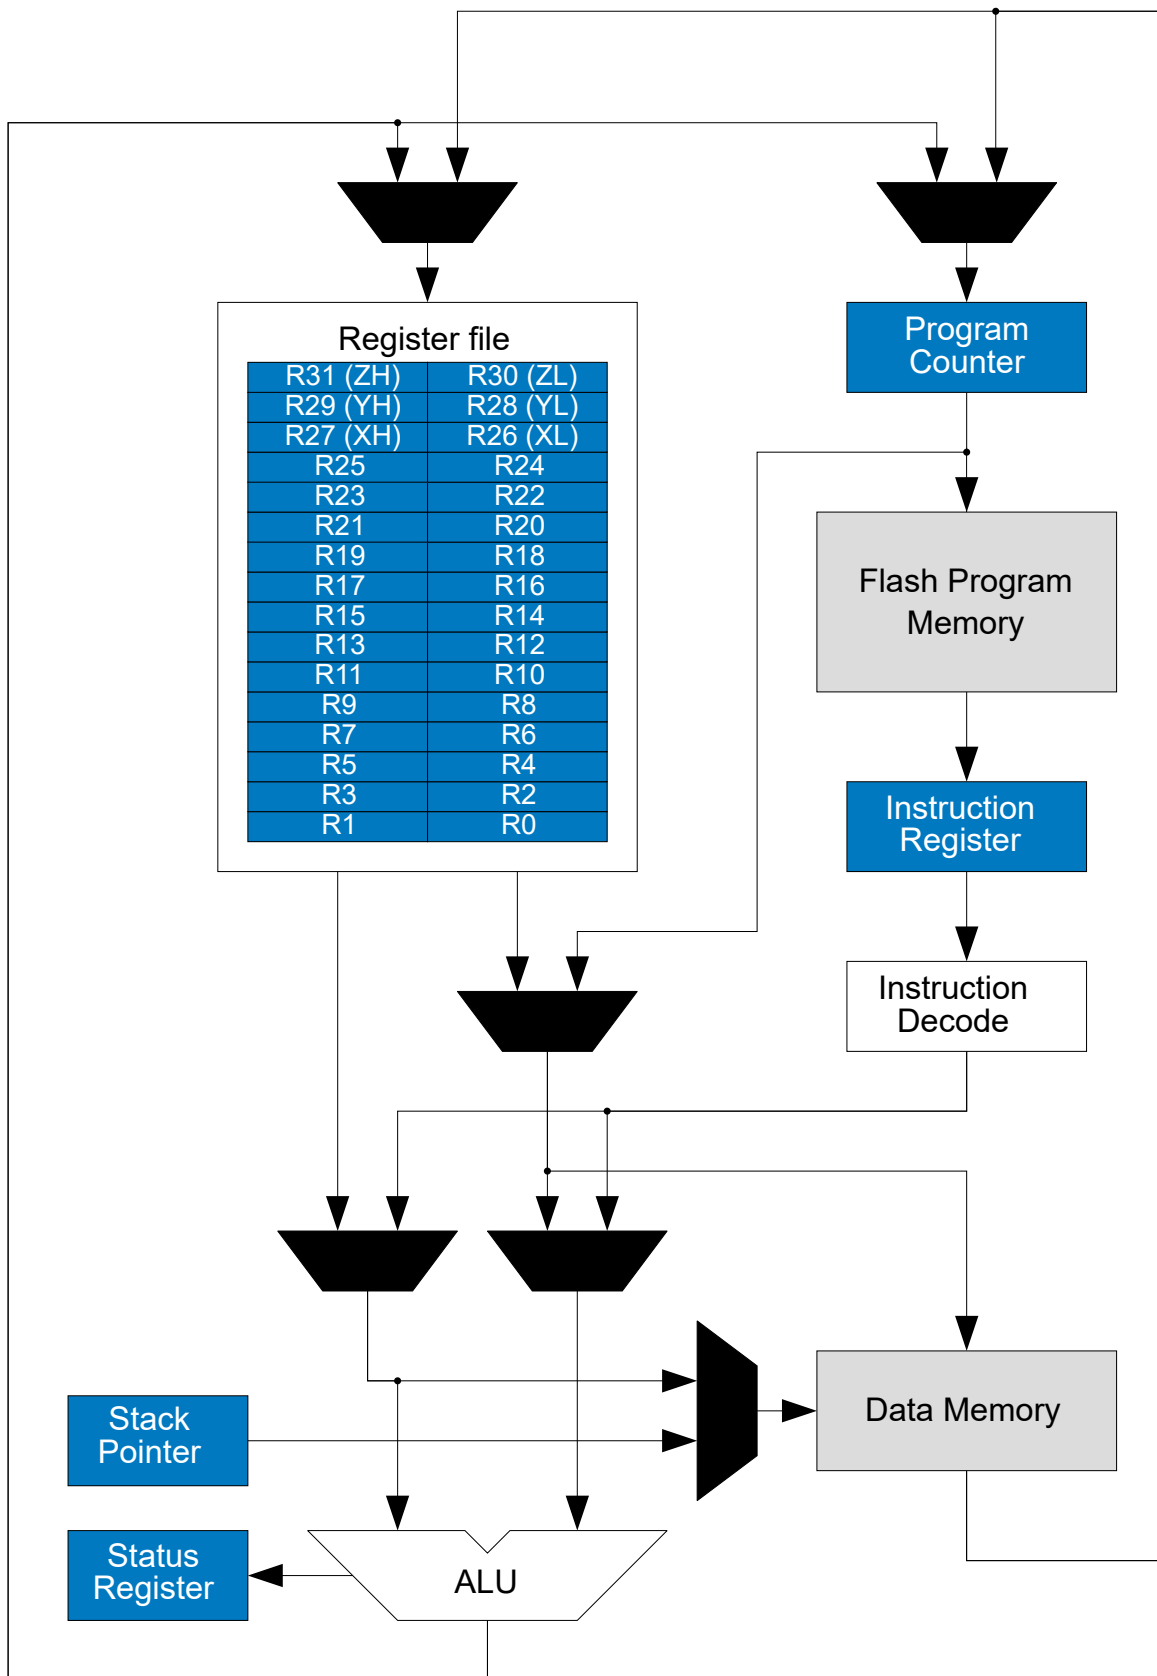 Register file
R31 (ZH) R30 (ZL)
R29 (YH) R28 (YL)
R27 (XH) R26 (XL)
R25 R24
R23 R22
R21 R20
R19 R18
R17 R16
R15 R14
R13 R12
R11 R10
R9 R8
R7 R6
R5 R4
R3 R2
R1 R0
Program
Counter
Flash Program
Memory
Instruction
Register
Instruction
Decode
Data Memory
Stack
Pointer
Status
Register
ALU